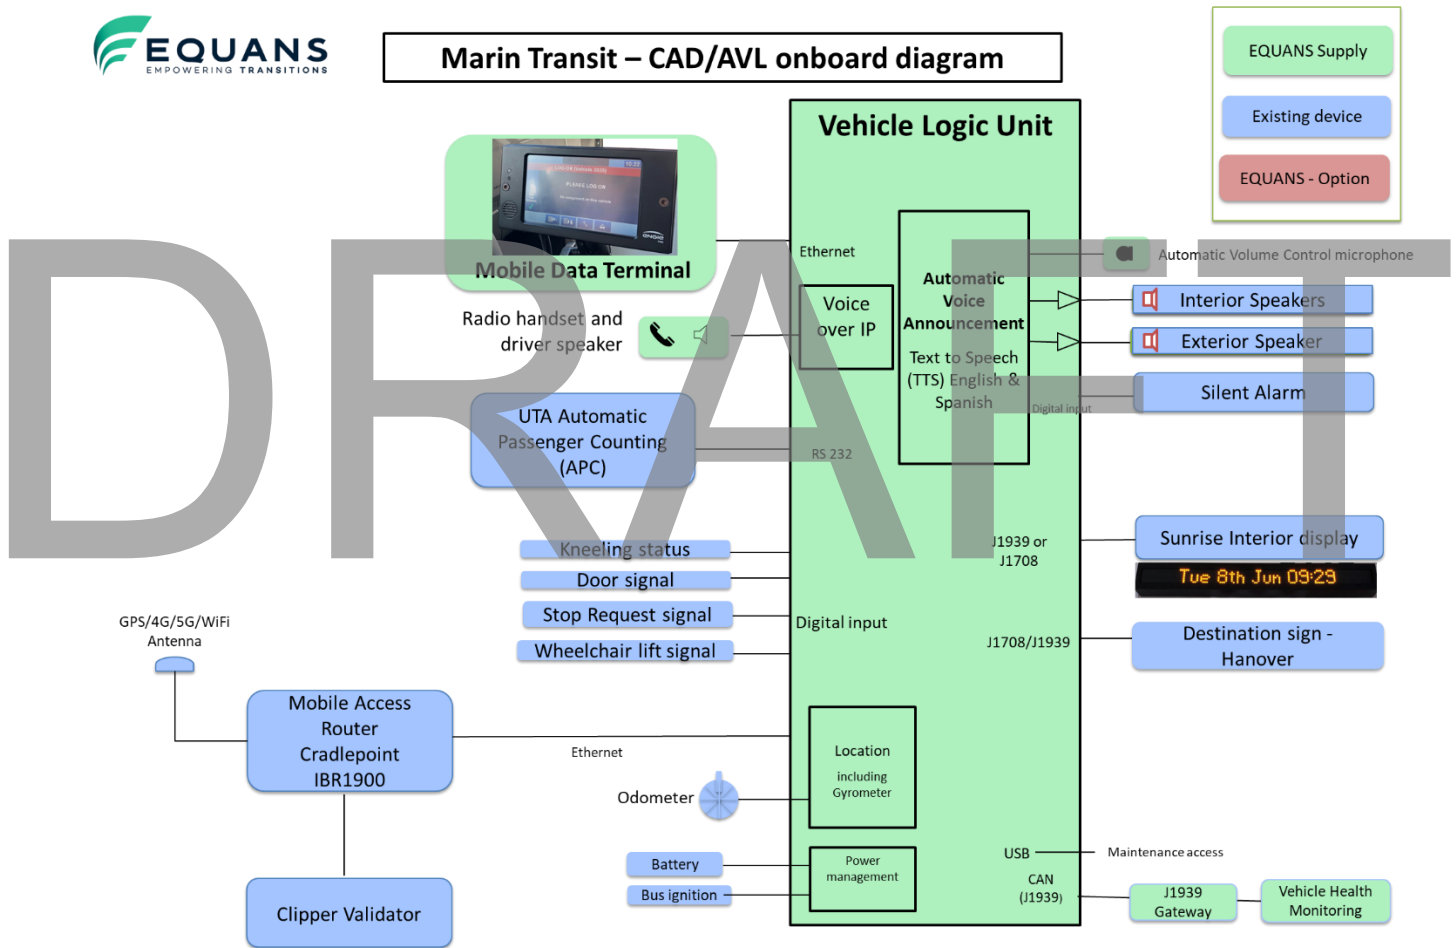 EQUANS
EMPOWERING TRANSITIONS
Marin Transit – CAD/AVL onboard diagram
EQUANS Supply
Existing device
EQUANS - Option
Vehicle Logic Unit
PLEASE LOG ON
Mobile Data Terminal
Ethernet
Radio handset and
driver speaker
Voice
over IP
Automatic
Voice
Announcement
Text to Speech
(TTS) English &
Spanish
Automatic Volume Control microphone
Interior Speakers
Exterior Speaker
Silent Alarm
Digital input
UTA Automatic
Passenger Counting
(APC)
RS 232
DRAFT
Kneeling status
Door signal
Stop Request signal
Wheelchair lift signal
Digital input
J1939 or
J1708
Sunrise Interior display
Tue 8th Jun 09:29
J1708/J1939
Destination sign -
Hanover
GPS/4G/5G/WiFi
Antenna
Mobile Access
Router
Cradlepoint
IBR1900
Ethernet
Clipper Validator
Odometer
Location
including
Gyrometer
Battery
Bus ignition
Power
management
USB
Maintenance access
CAN
(J1939)
J1939
Gateway
Vehicle Health
Monitoring